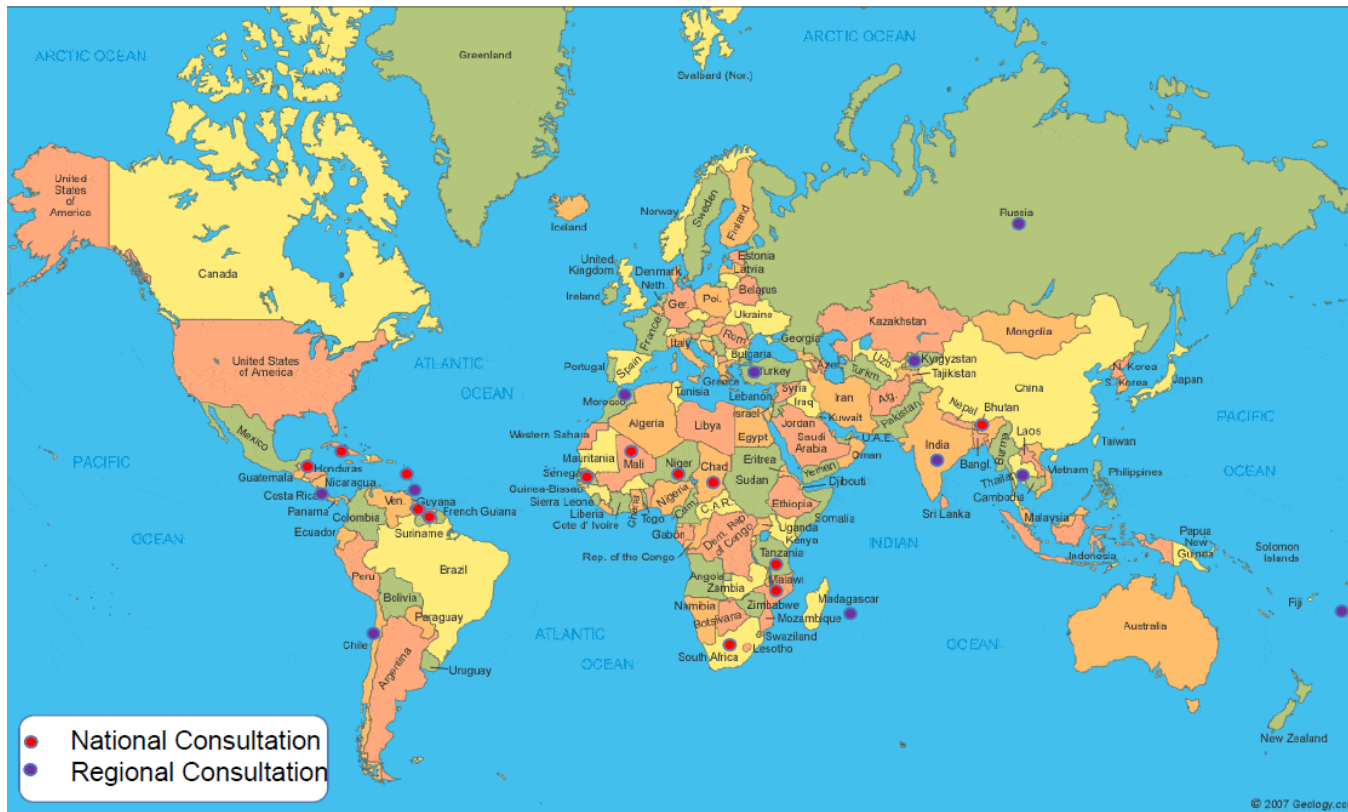 ARCTIC OCEAN
Greenland
ARCTIC OCEAN
Svalbard (Nor.)
United
States
of
America
Canada
Iceland
Norway
Sweden
Finland
Russia
United
Kingdom
Ireland
Denmark
Neth.
Estonia
Latvia
Belarus
Ger.
Pol.
Ukraine
France
Rom.
Italy
Bulgaria
Georgia
Kazakhstan
Mongolia
United States
of America
ATLANTIC
OCEAN
Portugal
Spain
Greece
Turkey
Azer.
Uzb.
Turkm.
Kyrgyzstan
Tajikistan
China
N. Korea
S. Korea
Japan
Morocco
Tunisia
Lebanon
Syria
Iraq
Iran
Afg.
Pakistan
Nepal
Bhutan
Mexico
Western Sahara
Algeria
Libya
Israel
Egypt
Jordan
Kuwait
Saudi
Arabia
U.A.E.
Oman
India
Bangl.
Burma
Laos
Taiwan
PACIFIC
OCEAN
PACIFIC
OCEAN
Honduras
Guatemala
Nicaragua
Costa Rica
Panama
Mauritania
Mali
Niger
Chad
Eritrea
Sudan
Yemen
Djibouti
Thailand
Vietnam
Cambodia
Philippines
Senegal
Guinea-Bissau
Sierra Leone
Liberia
Cote d' Ivoire
Ghana
Togo
Nigeria
Cam.
C.A.R.
Ethiopia
Somalia
Sri Lanka
Malaysia
Ven.
Guyana
French Guiana
Colombia
Suriname
Ecuador
Gabon
Rep. of the Congo
Dem. Rep.
of Congo
Uganda
Kenya
INDIAN
OCEAN
Indonesia
Papua
New
Guinea
Solomon
Islands
Peru
Brazil
Bolivia
Tanzania
Angola
Zambia
Malawi
Madagascar
Fiji
Paraguay
Chile
Argentina
Uruguay
ATLANTIC
OCEAN
Namibia
Botswana
Zimbabwe
Mozambique
Swaziland
Lesotho
South Africa
Australia
New Zealand
National Consultation
Regional Consultation
© 2007 Geology.co